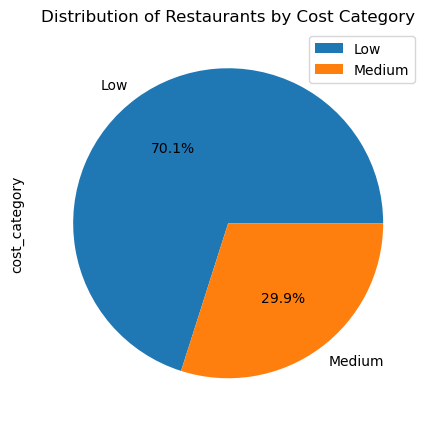 Distribution of Restaurants by Cost Category
Low
Medium
Low
70.1%
cost_category
29.9%
Medium